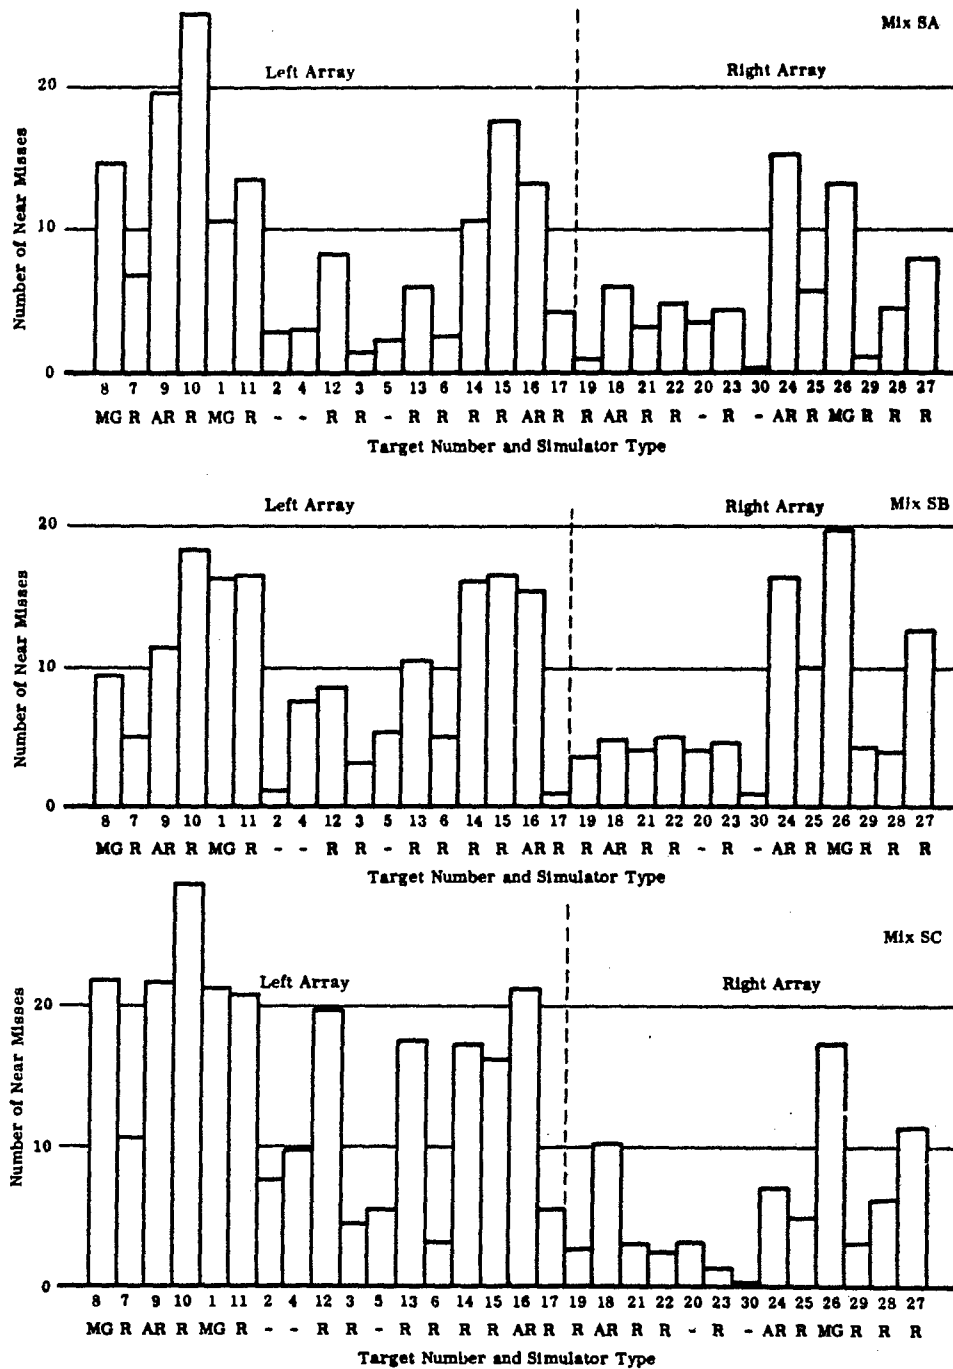 Mix SA
Left Array Right Array
20
10
0
Number of Near Misses
8 7 9 10 1 11 2 4 12 3 5 13 6 14 15 16 17 19 18 21 22 20 23 30 24 25 26 29 28 27
MG R AR R MG R - - R R - R R R R AR R R AR R R - R - AR R MG R R R
Target Number and Simulator Type
Left Array Right Array Mix SB
20
10
0
Number of Near Misses
8 7 9 10 1 11 2 4 12 3 5 13 6 14 15 16 17 19 18 21 22 20 23 30 24 25 26 29 28 27
MG R AR R MG R - - R R - R R R R AR R R AR R R - R - AR R MG R R R
Target Number and Simulator Type
Mix SC
Left Array Right Array
20
10
0
Number of Near Misses
8 7 9 10 1 11 2 4 12 3 5 13 6 14 15 16 17 19 18 21 22 20 23 30 24 25 26 29 28 27
MG R AR R MG R - - R R - R R R R AR R R AR R R - R - AR R MG R R R
Target Number and Simulator Type